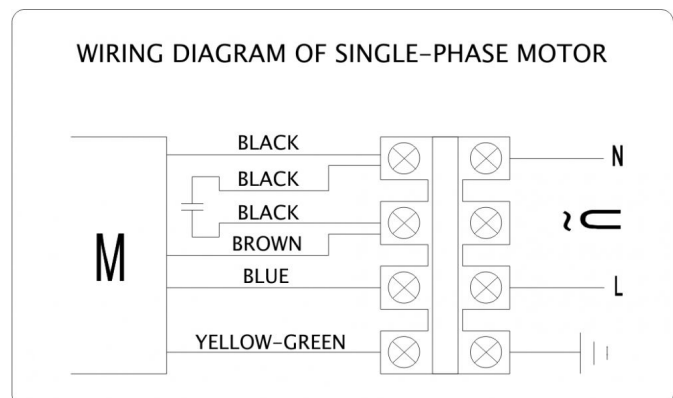 WIRING DIAGRAM OF SINGLE-PHASE MOTOR
BLACK
N
BLACK
BLACK
~U
BROWN
M
BLUE
L
YELLOW-GREEN